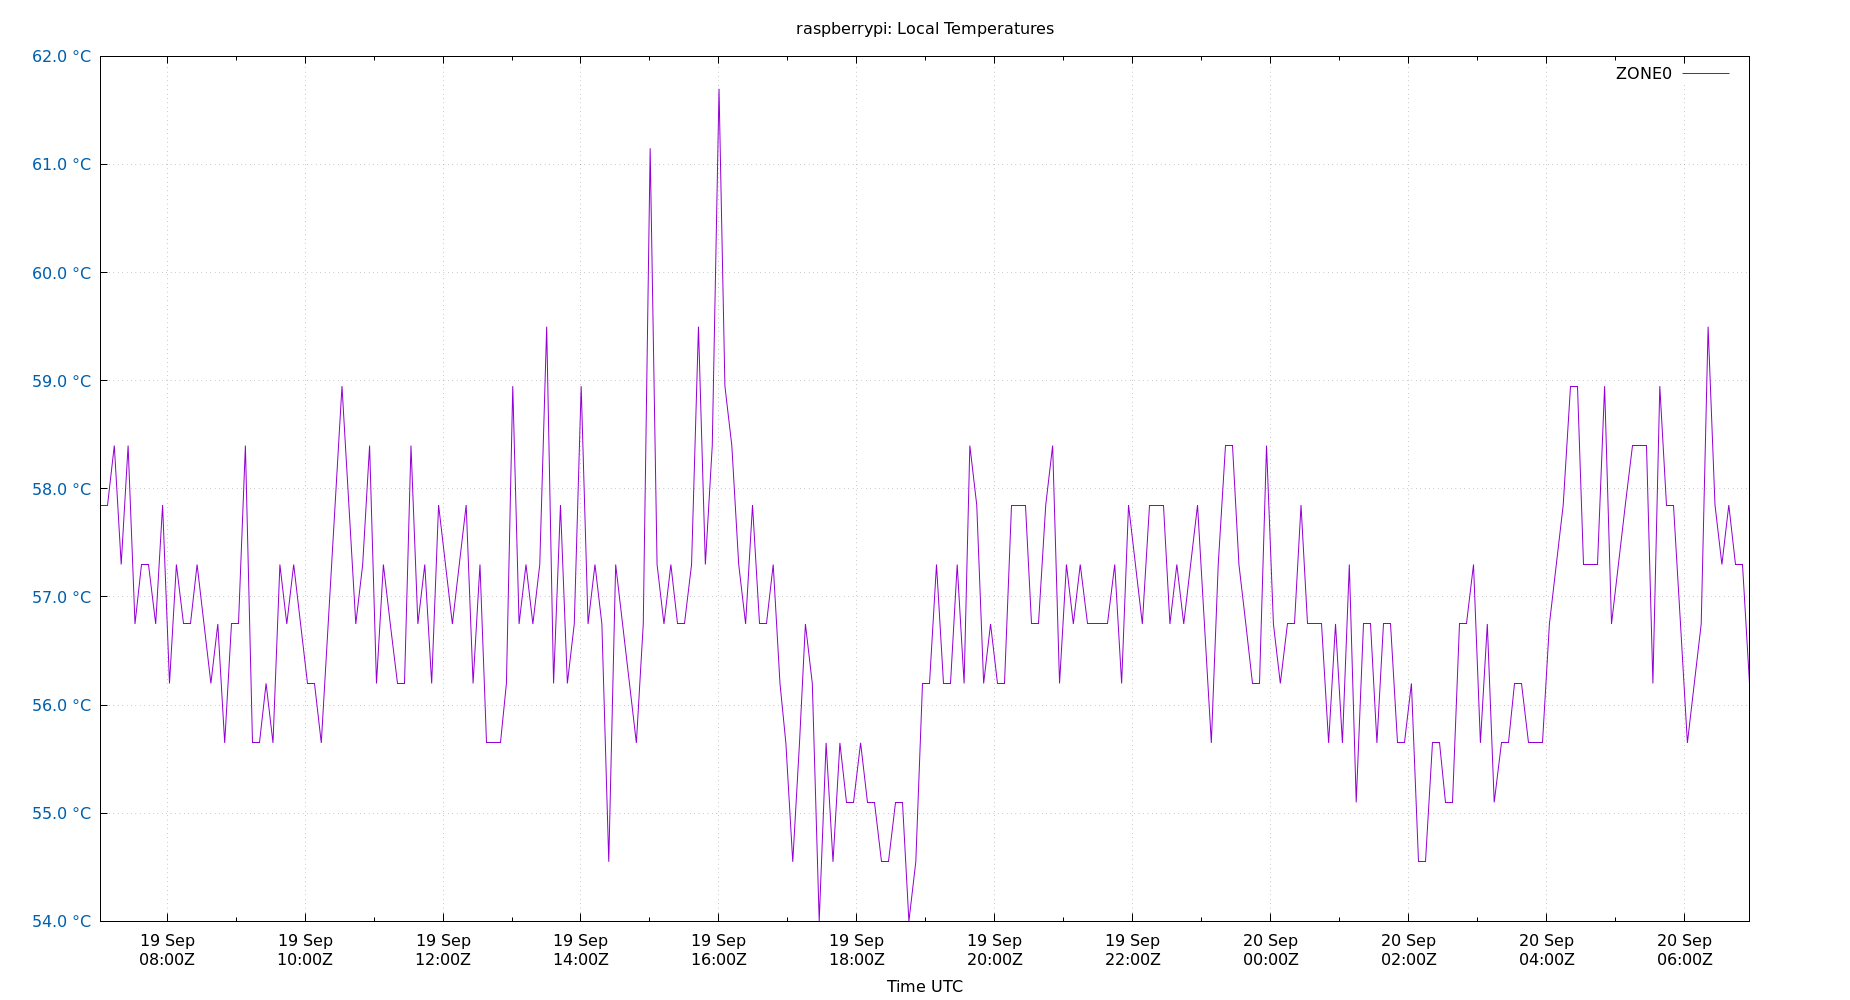 raspberrypi: Local Temperatures
62.0 °C
ZONE0
61.0 °C
60.0 °C
59.0 °C
58.0 °C
57.0 °C
56.0 °C
55.0 °C
54.0 °C
19 Sep 19 Sep 19 Sep 19 Sep 19 Sep 19 Sep 19 Sep 19 Sep 20 Sep 20 Sep 20 Sep 20 Sep
08:00Z 10:00Z 12:00Z 14:00Z 16:00Z 18:00Z 20:00Z 22:00Z 00:00Z 02:00Z 04:00Z 06:00Z
Time UTC